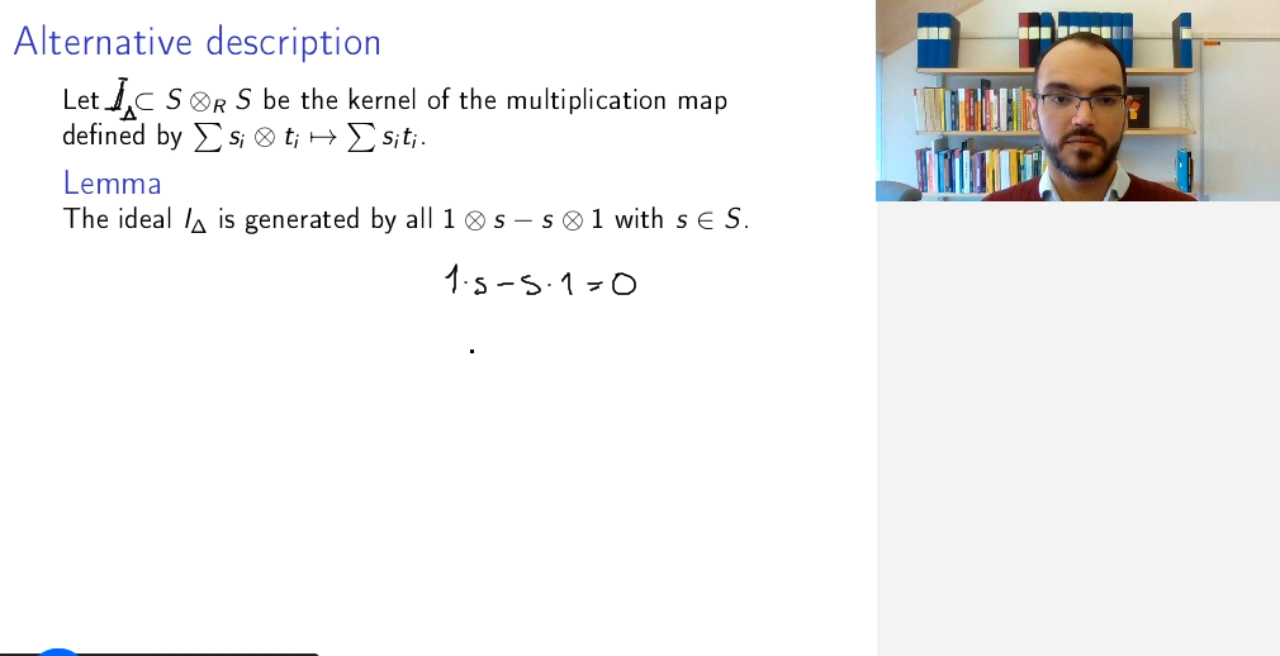 Alternative description
Let I_Δ ⊂ S ⊗_R S be the kernel of the multiplication map
defined by ∑ s_i ⊗ t_i ↦ ∑ s_i t_i.
Lemma
The ideal I_Δ is generated by all 1 ⊗ s − s ⊗ 1 with s ∈ S.
1·s − s·1 = 0